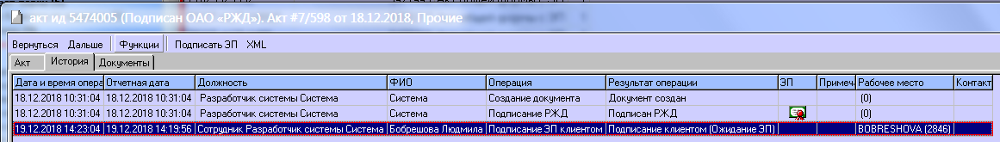 акт ид 5474005 (Подписан ОАО «РЖД»). Акт #7/598 от 18.12.2018, Прочие
Вернуться Дальше Функции Подписать ЭП XML
Акт История Документы
Дата и время опера Отчетная дата Должность ФИО Операция Результат операции ЭП Примеч Рабочее место Контакт
18.12.2018 10:31:04 18.12.2018 10:31:04 Разработчик системы Система Система Создание документа Документ создан (0)
18.12.2018 10:31:04 18.12.2018 10:31:04 Разработчик системы Система Система Подписание РЖД Подписан РЖД (0)
19.12.2018 14:23:04 18.12.2018 14:19:56 Сотрудник Разработчик системы Система Бобрешова Людмила Подписание ЭП клиентом Подписание клиентом (Ожидание ЭП) BOBRESHOVA (2846)